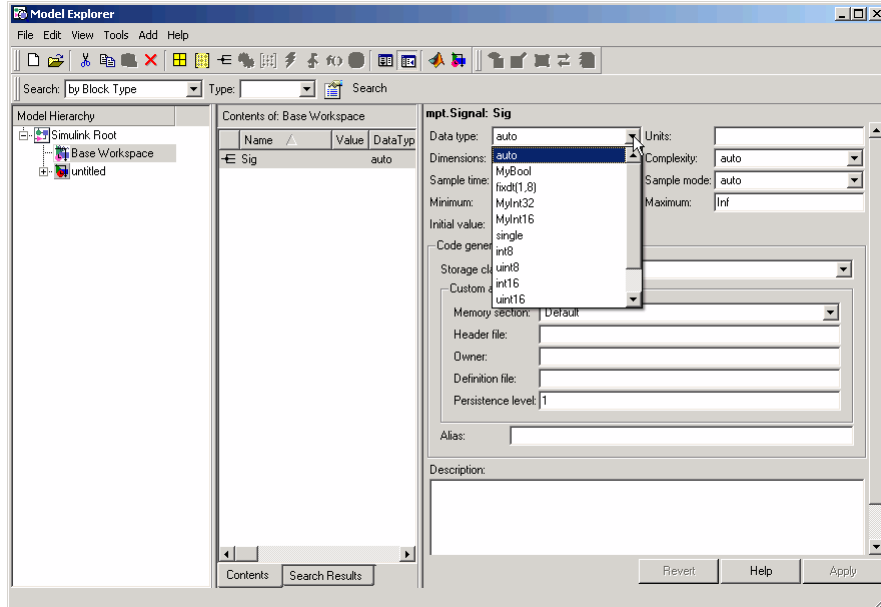 Model Explorer
File Edit View Tools Add Help
Search: by Block Type Type: Search
Model Hierarchy
Simulink Root
Base Workspace
untitled
Contents of: Base Workspace
Name Value DataTyp
Sig auto
Contents Search Results
mpt.Signal: Sig
Data type: auto Units:
Dimensions: Complexity: auto
Sample time: Sample mode: auto
Minimum: Maximum: Inf
Initial value:
auto
MyBool
fixdt(1,8)
MyInt32
MyInt16
single
int8
uint8
int16
uint16
Code gener
Storage cla
Custom a
Memory section: Default
Header file:
Owner:
Definition file:
Persistence level: 1
Alias:
Description:
Revert Help Apply